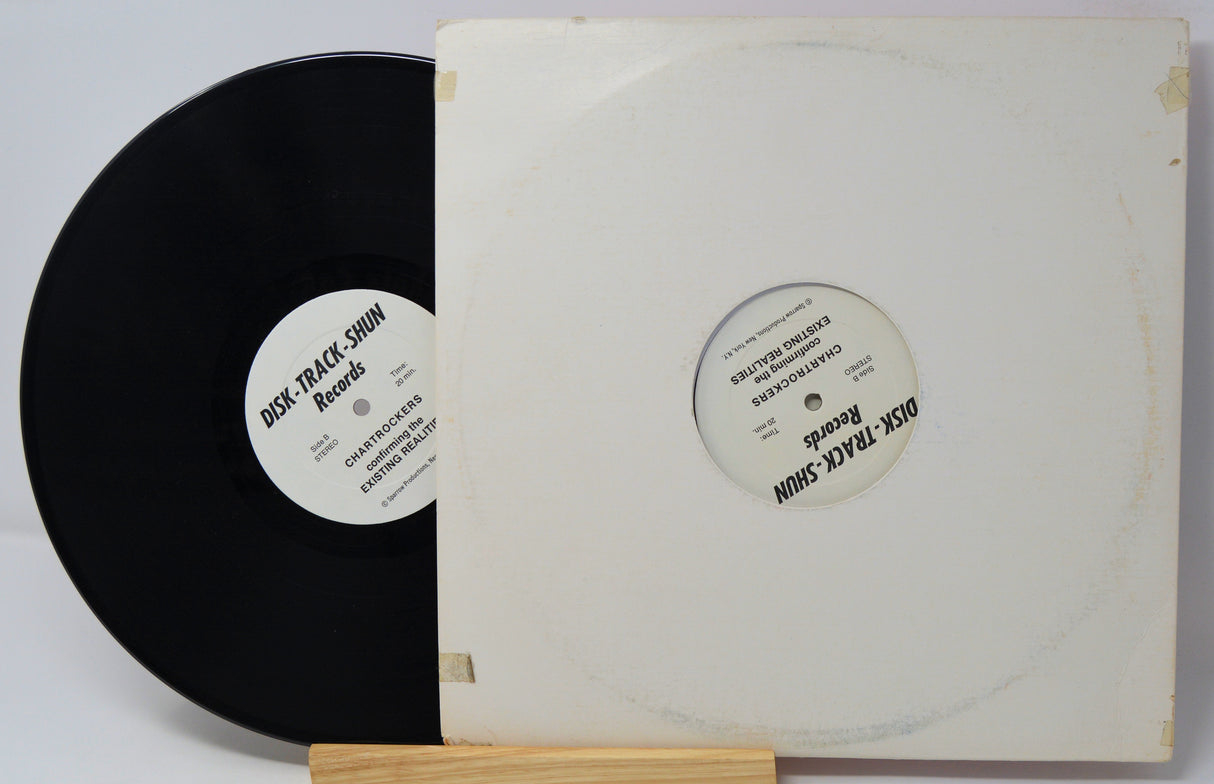 DISK-TRACK-SHUN
Records
Time:
20 min.
Side B
STEREO
CHARTROCKERS
confirming the
EXISTING REALITIE
© Sparrow Productions, Ne
DISK-TRACK-SHUN
Records
Time:
20 min.
Side B
STEREO
CHARTROCKERS
confirming the
EXISTING REALITIES
© Sparrow Productions, New York, N.Y.